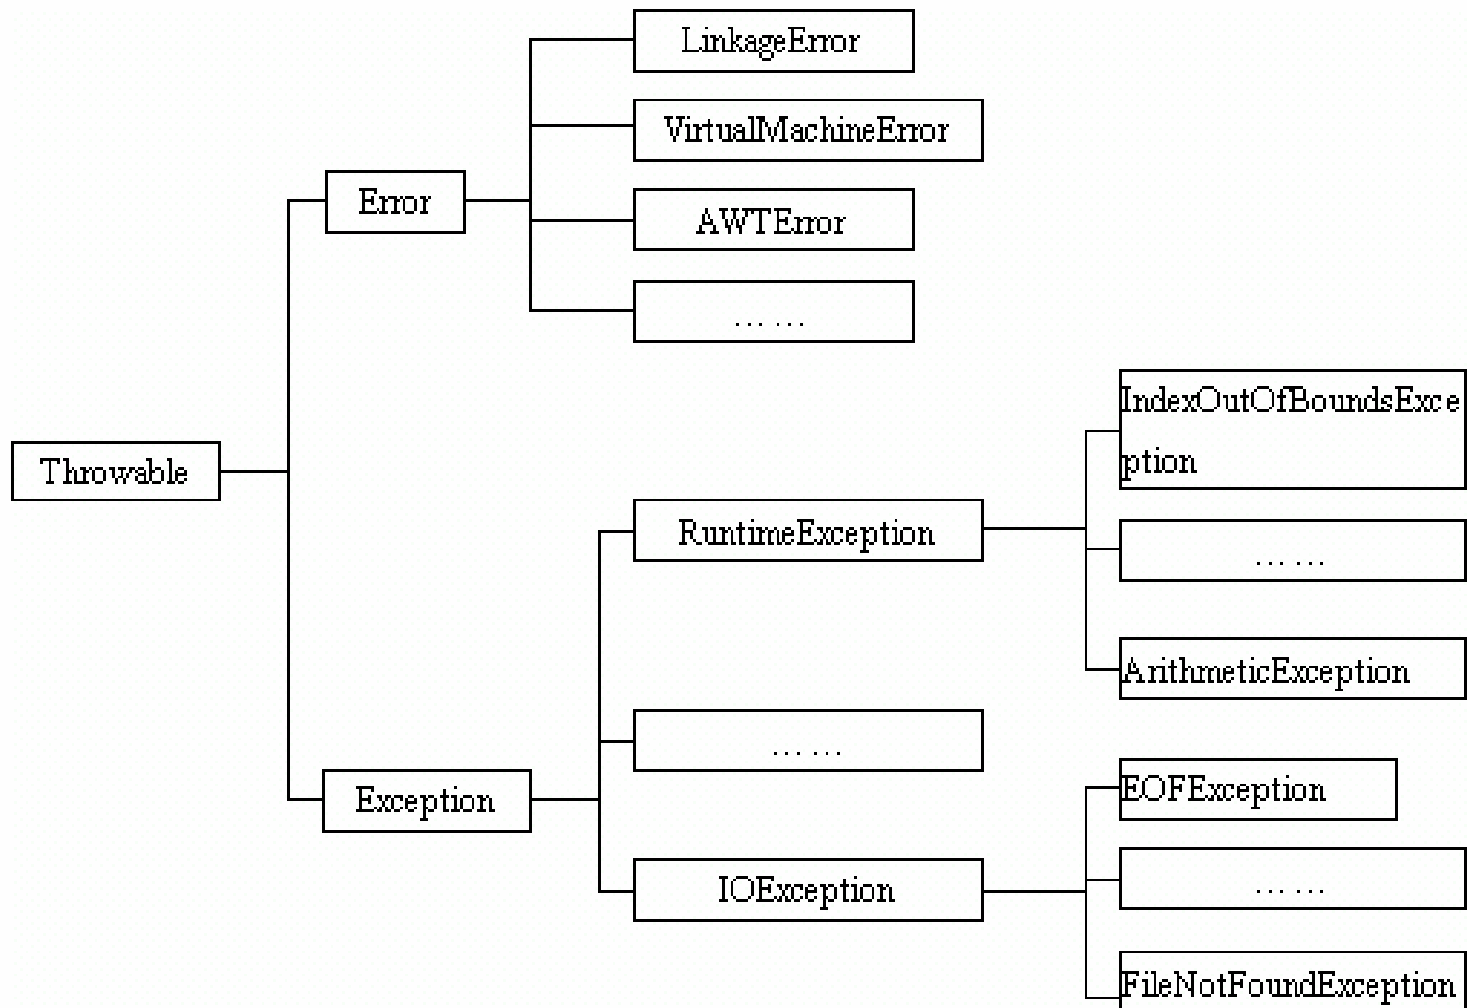 LinkageError
VirtualMachineError
Error
AWTError
... ...
IndexOutOfBoundsExce
ption
Throwable
RuntimeException
... ...
ArithmeticException
... ...
Exception
EOFException
IOException
... ...
FileNotFoundException